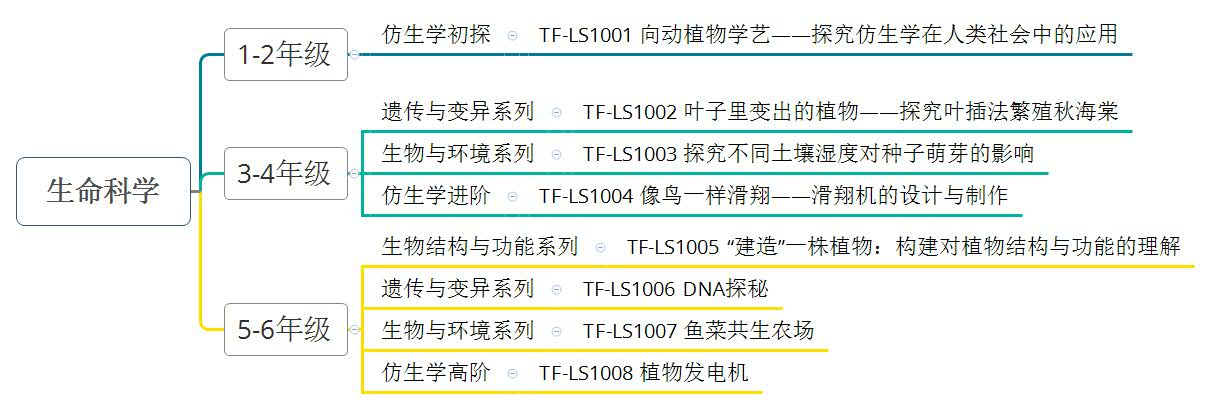 生命科学
1-2年级
仿生学初探 TF-LS1001 向动植物学艺——探究仿生学在人类社会中的应用
3-4年级
遗传与变异系列 TF-LS1002 叶子里变出的植物——探究叶插法繁殖秋海棠
生物与环境系列 TF-LS1003 探究不同土壤湿度对种子萌芽的影响
仿生学进阶 TF-LS1004 像鸟一样滑翔——滑翔机的设计与制作
5-6年级
生物结构与功能系列 TF-LS1005 “建造”一株植物：构建对植物结构与功能的理解
遗传与变异系列 TF-LS1006 DNA探秘
生物与环境系列 TF-LS1007 鱼菜共生农场
仿生学高阶 TF-LS1008 植物发电机